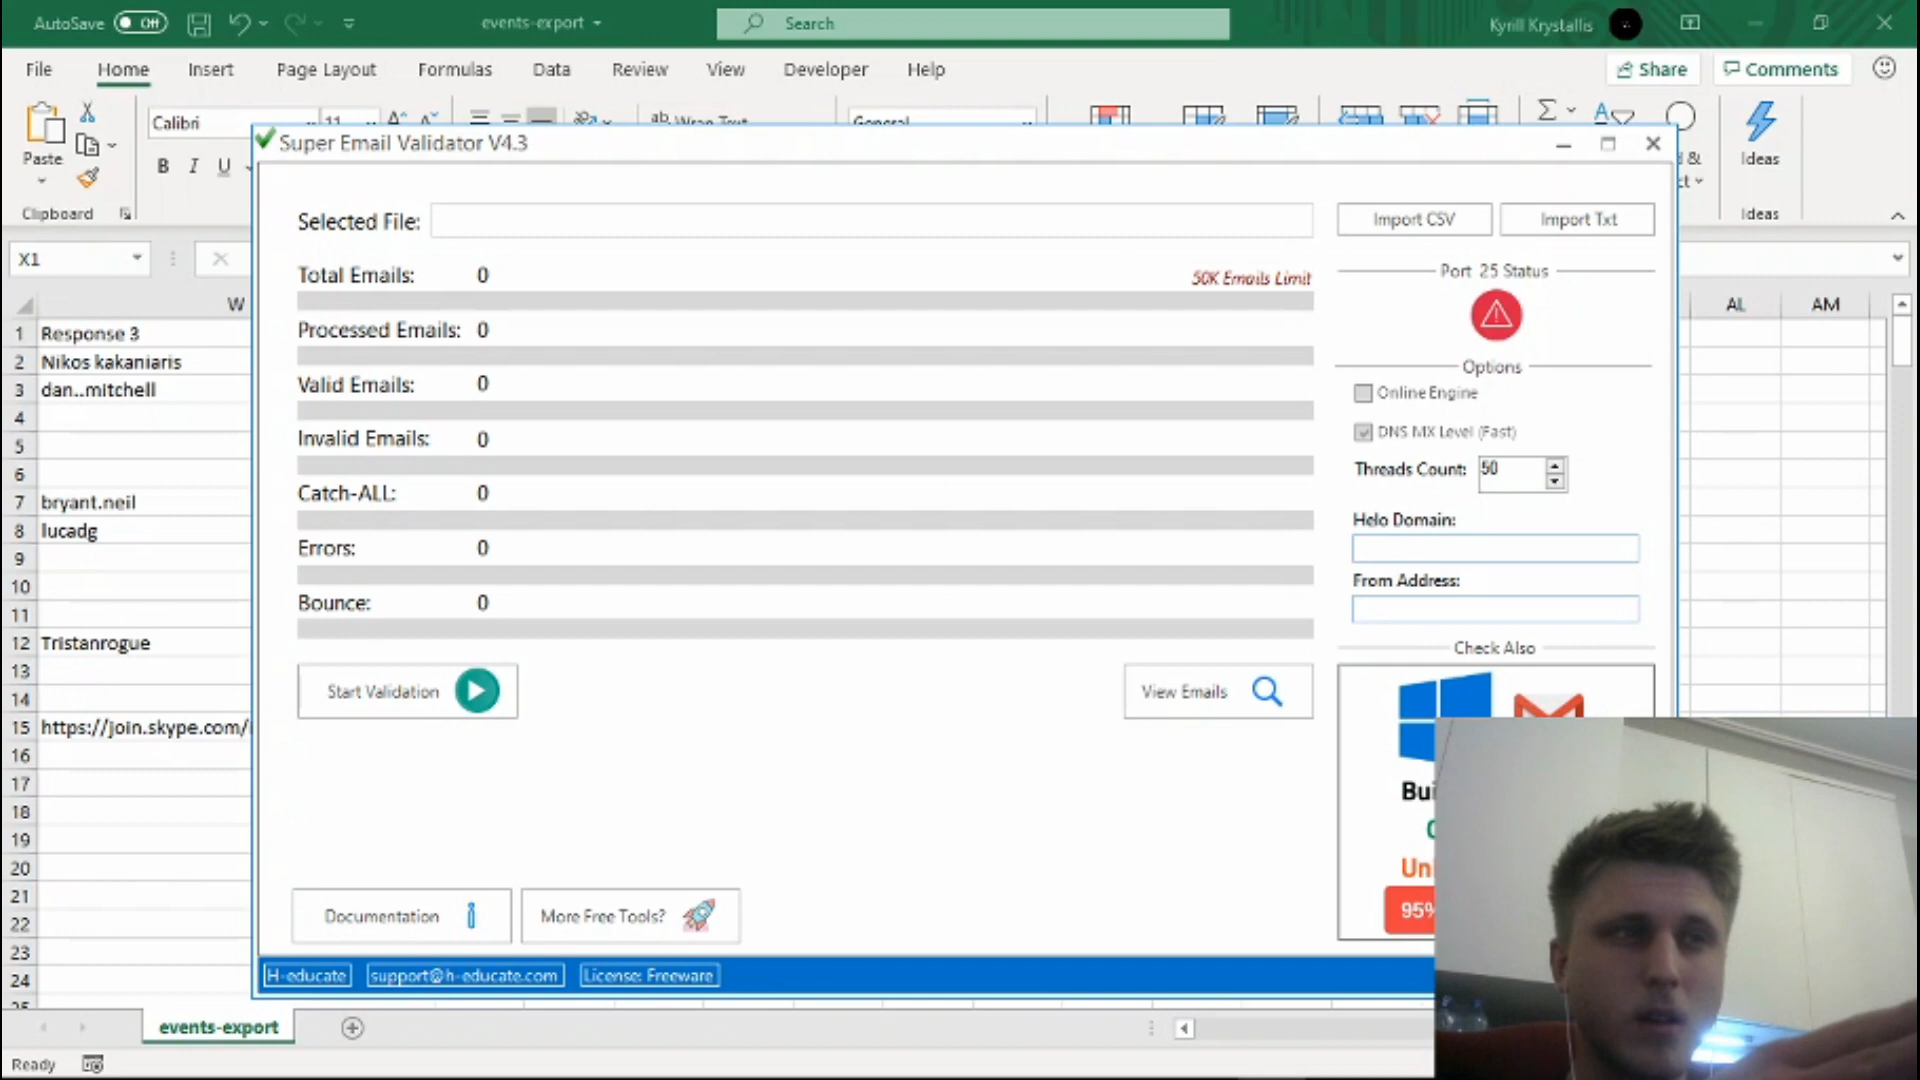 AutoSave Off
events-export
Search
Kyrill Krystallis
File Home Insert Page Layout Formulas Data Review View Developer Help
Share Comments
Calibri 11
Wrap Text
General
Paste
B I U
Ideas
Clipboard
Ideas
Super Email Validator V4.3
X1
W AL AM
1 Response 3
2 Nikos kakaniaris
3 dan..mitchell
4
5
6
7 bryant.neil
8 lucadg
9
10
11
12 Tristanrogue
13
14
15 https://join.skype.com/
16
17
18
19
20
21
22
23
24
Selected File:
Import CSV Import Txt
Total Emails: 0
50K Emails Limit
Port 25 Status
Processed Emails: 0
Options
Valid Emails: 0
Online Engine
Invalid Emails: 0
DNS MX Level (Fast)
Threads Count: 50
Catch-ALL: 0
Helo Domain:
Errors: 0
From Address:
Bounce: 0
Check Also
Start Validation
View Emails
95%
Documentation
More Free Tools?
H-educate
support@h-educate.com
License: Freeware
events-export
Ready